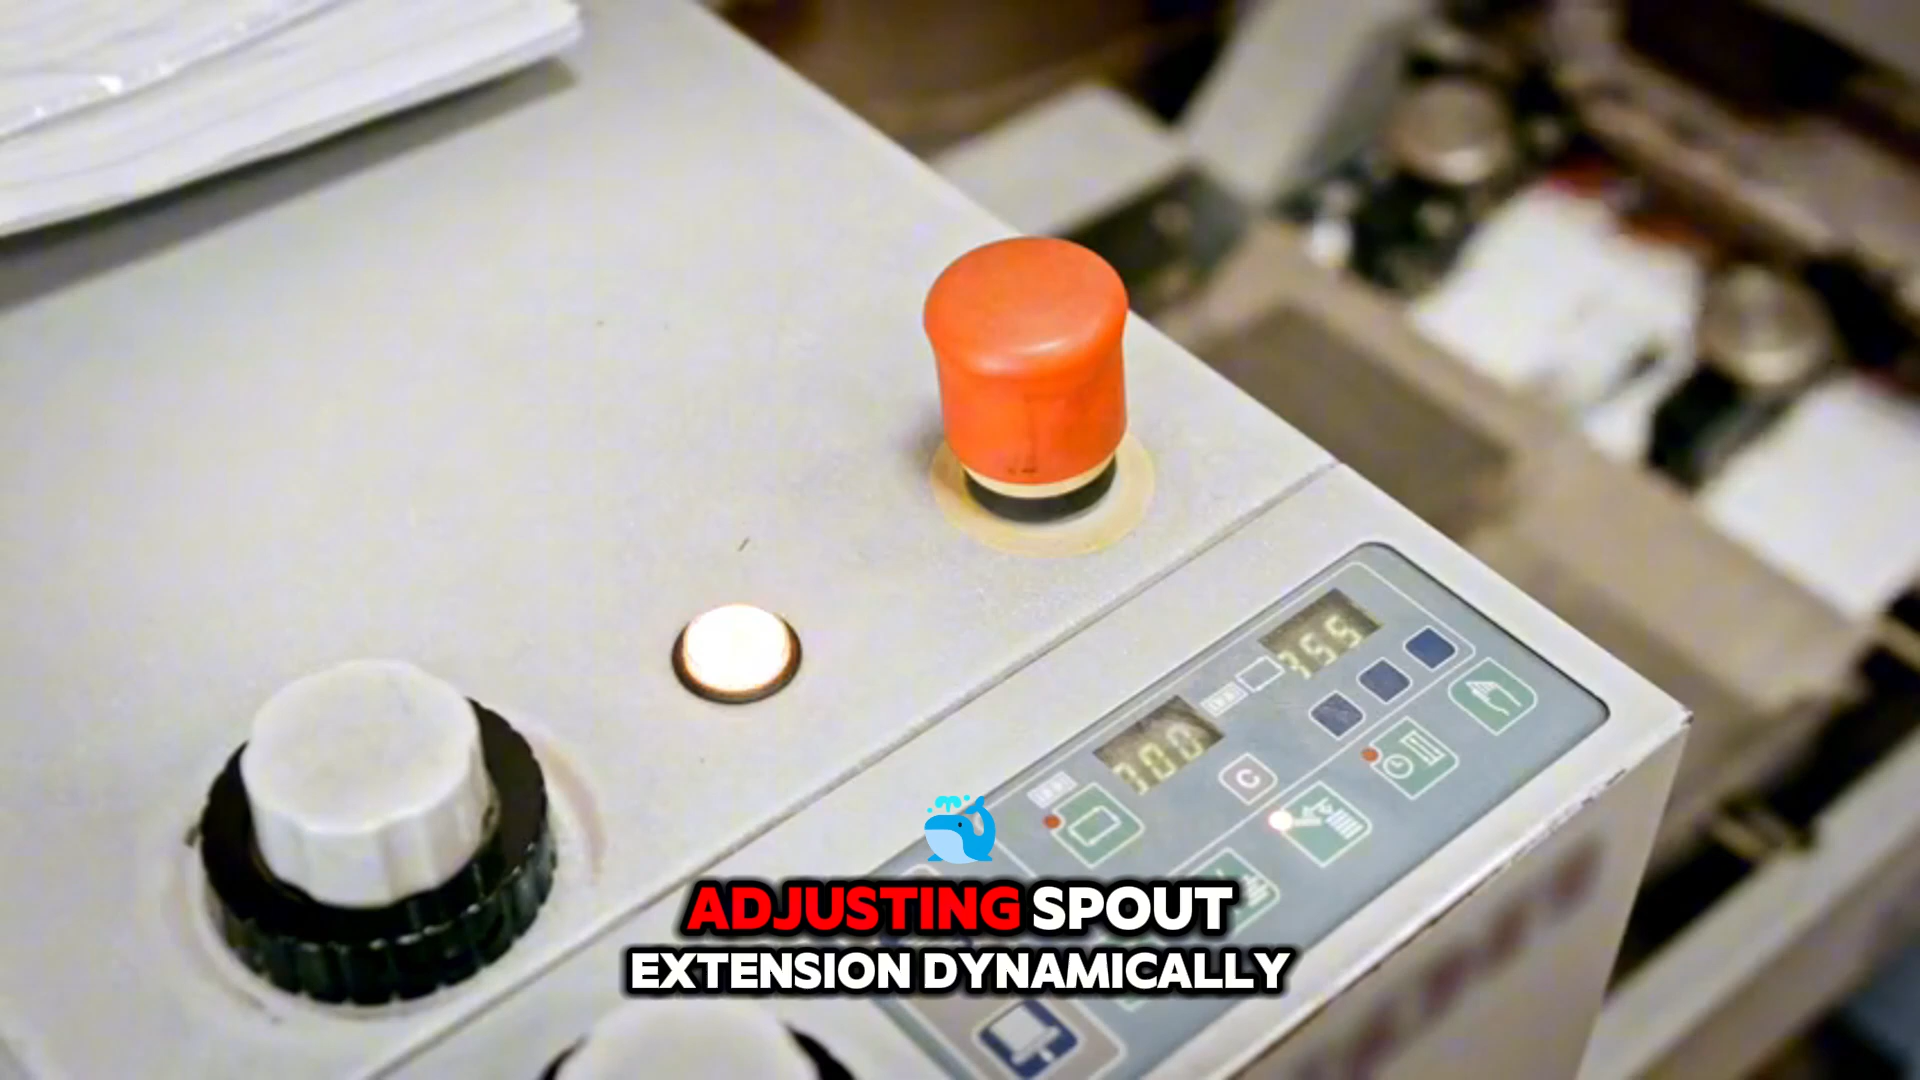 355
300
C
ADJUSTING SPOUT
EXTENSION DYNAMICALLY